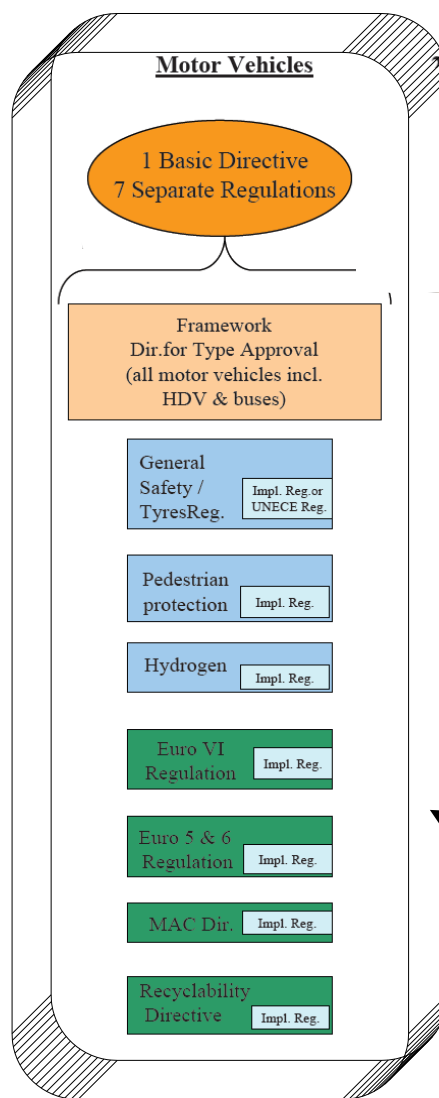 Motor Vehicles
1 Basic Directive
7 Separate Regulations
Framework
Dir.for Type Approval
(all motor vehicles incl.
HDV & buses)
General
Safety /
TyresReg.
Impl. Reg.or
UNECE Reg.
Pedestrian
protection
Impl. Reg.
Hydrogen
Impl. Reg.
Euro VI
Regulation
Impl. Reg.
Euro 5 & 6
Regulation
Impl. Reg.
MAC Dir.
Impl. Reg.
Recyclability
Directive
Impl. Reg.